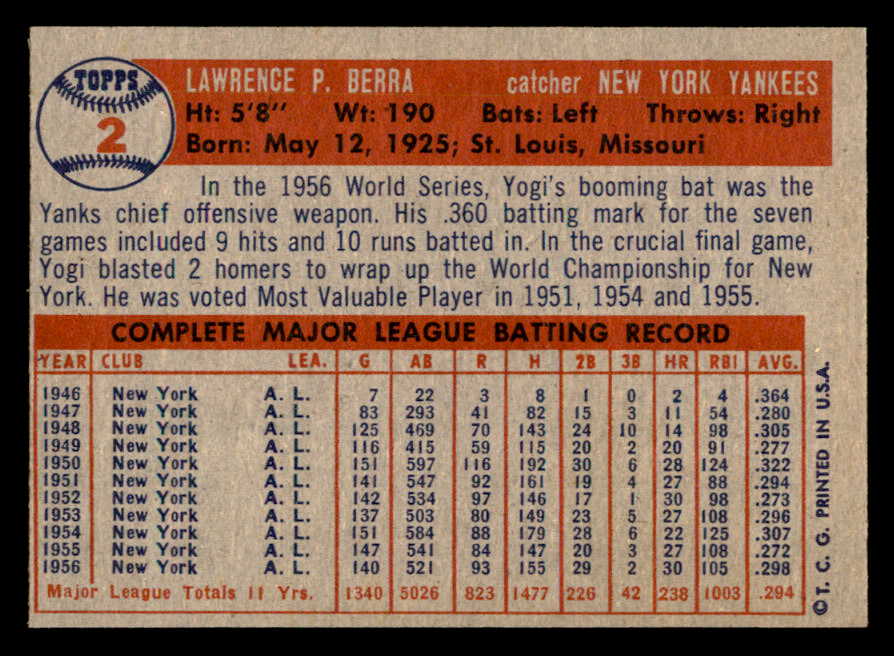 TOPPS
2
LAWRENCE P. BERRA catcher NEW YORK YANKEES
Ht: 5'8" Wt: 190 Bats: Left Throws: Right
Born: May 12, 1925; St. Louis, Missouri
In the 1956 World Series, Yogi's booming bat was the
Yanks chief offensive weapon. His .360 batting mark for the seven
games included 9 hits and 10 runs batted in. In the crucial final game,
Yogi blasted 2 homers to wrap up the World Championship for New
York. He was voted Most Valuable Player in 1951, 1954 and 1955.
COMPLETE MAJOR LEAGUE BATTING RECORD
YEAR CLUB LEA. G AB R H 2B 3B HR RBI AVG.
1946 New York A. L. 7 22 3 8 1 0 2 4 .364
1947 New York A. L. 83 293 41 82 15 3 11 54 .280
1948 New York A. L. 125 469 70 143 24 10 14 98 .305
1949 New York A. L. 116 415 59 115 20 2 20 91 .277
1950 New York A. L. 151 597 116 192 30 6 28 124 .322
1951 New York A. L. 141 547 92 161 19 4 27 88 .294
1952 New York A. L. 142 534 97 146 17 1 30 98 .273
1953 New York A. L. 137 503 80 149 23 5 27 108 .296
1954 New York A. L. 151 584 88 179 28 6 22 125 .307
1955 New York A. L. 147 541 84 147 20 3 27 108 .272
1956 New York A. L. 140 521 93 155 29 2 30 105 .298
Major League Totals 11 Yrs. 1340 5026 823 1477 226 42 238 1003 .294
©T. C. G. PRINTED IN U.S.A.